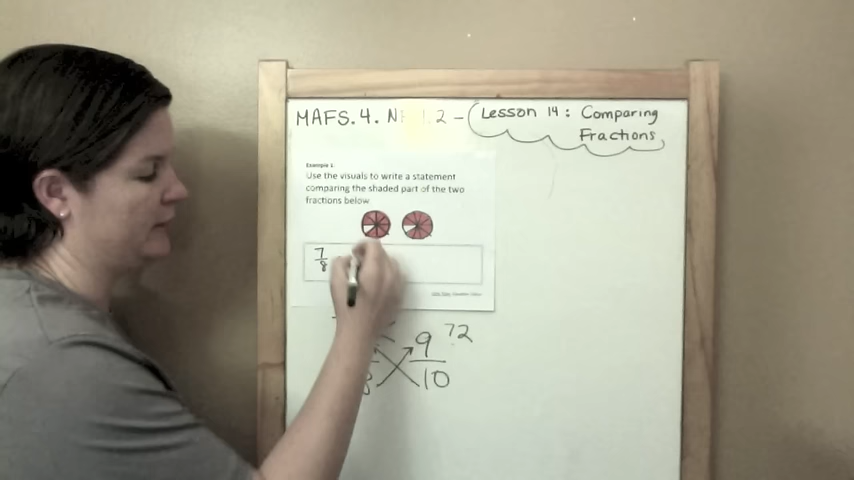 MAFS.4.N 1.2 - Lesson 14: Comparing
Fractions
Example 1
Use the visuals to write a statement
comparing the shaded part of the two
fractions below
7
8
9 72
8 10